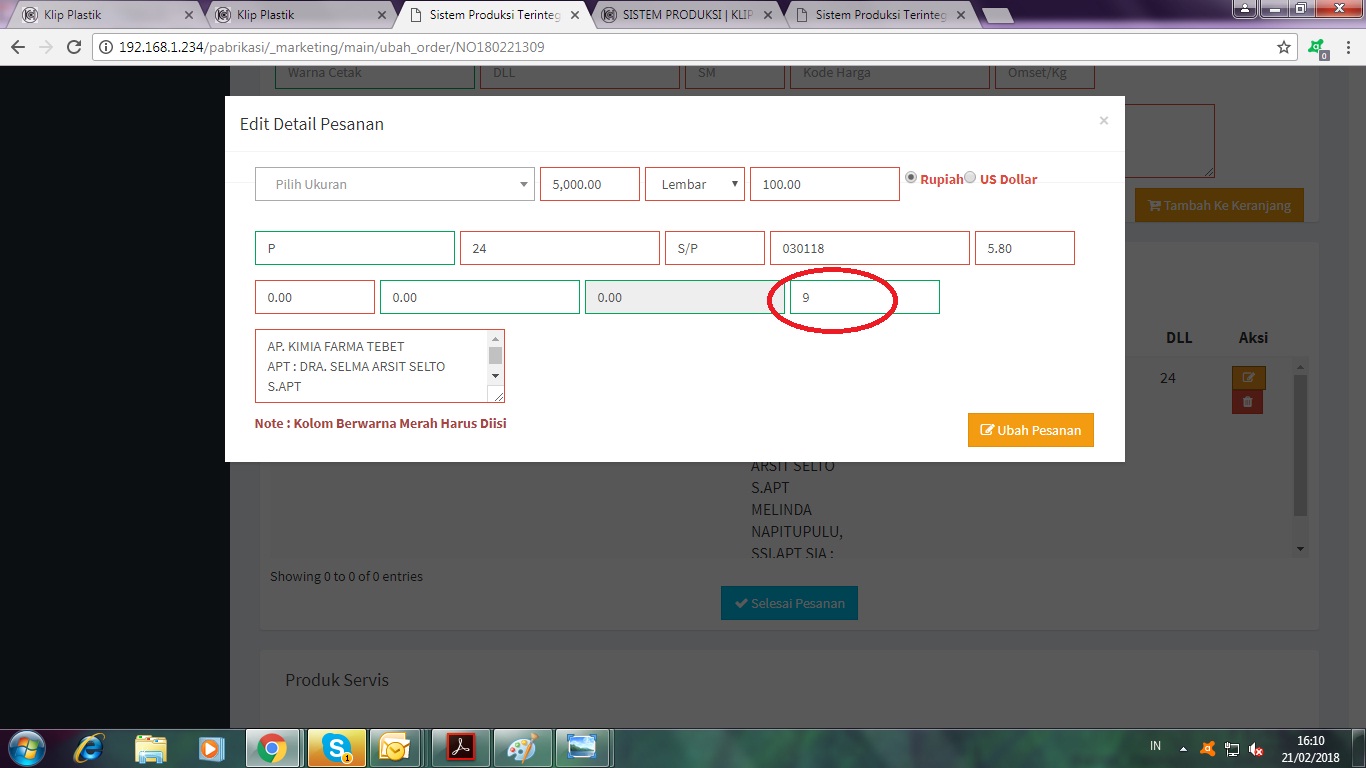 Klip Plastik
Klip Plastik
Sistem Produksi Terinteg
SISTEM PRODUKSI | KLIP
Sistem Produksi Terinteg
192.168.1.234/pabrikasi/_marketing/main/ubah_order/NO180221309
0
Warna Cetak DLL SM Kode Harga Omset/Kg
Edit Detail Pesanan ×
Pilih Ukuran 5,000.00 Lembar 100.00 Rupiah US Dollar
Tambah Ke Keranjang
P 24 S/P 030118 5.80
0.00 0.00 0.00 9
AP. KIMIA FARMA TEBET
APT : DRA. SELMA ARSIT SELTO
S.APT
DLL Aksi
24
Note : Kolom Berwarna Merah Harus Diisi
Ubah Pesanan
ARSIT SELTO
S.APT
MELINDA
NAPITUPULU,
SSI.APT SIA :
Showing 0 to 0 of 0 entries
Selesai Pesanan
Produk Servis
1
IN
16:10
21/02/2018